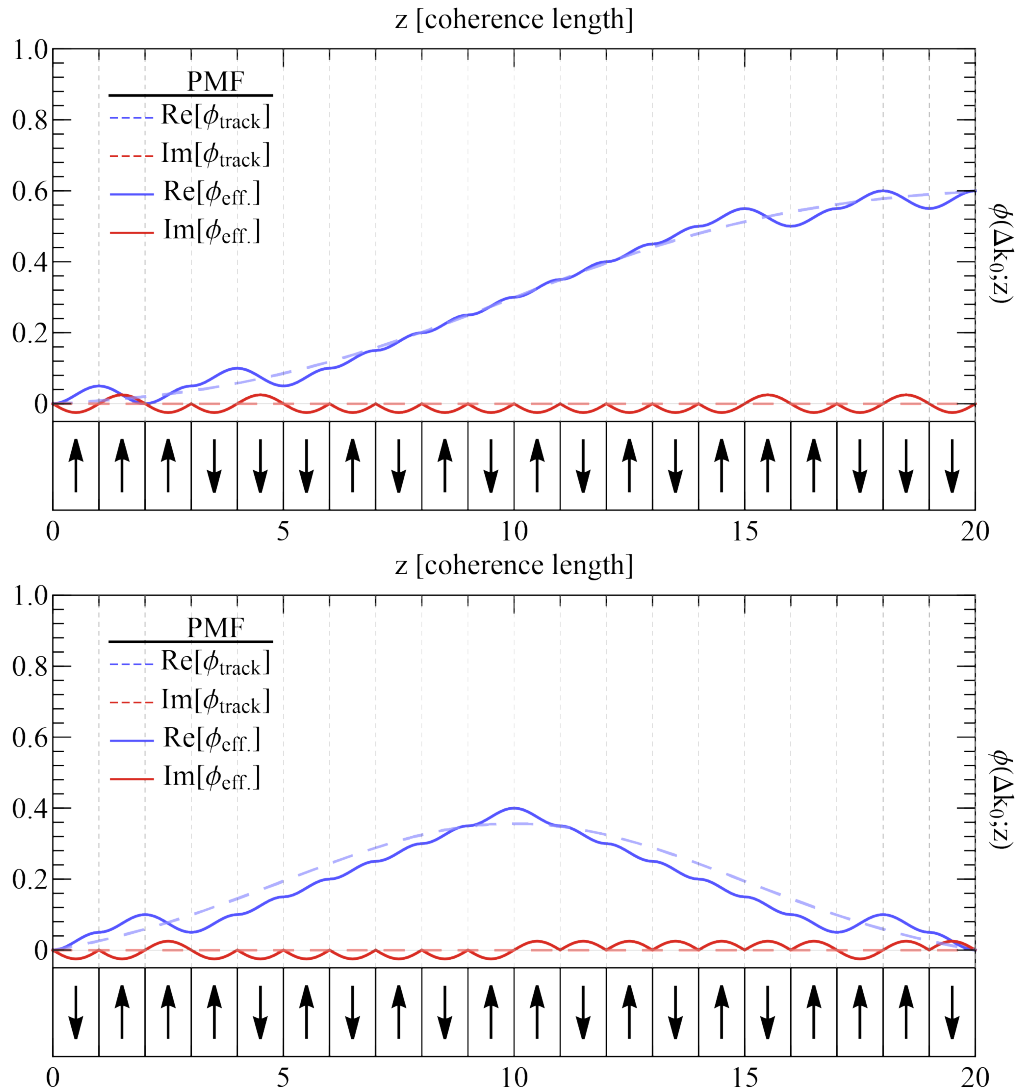 z [coherence length]
1.0
0.8
0.6
0.4
0.2
0
PMF
Re[ϕtrack]
Im[ϕtrack]
Re[ϕeff.]
Im[ϕeff.]
ϕ(Δk0;z)
0 5 10 15 20
z [coherence length]
1.0
0.8
0.6
0.4
0.2
0
PMF
Re[ϕtrack]
Im[ϕtrack]
Re[ϕeff.]
Im[ϕeff.]
ϕ(Δk0;z)
0 5 10 15 20